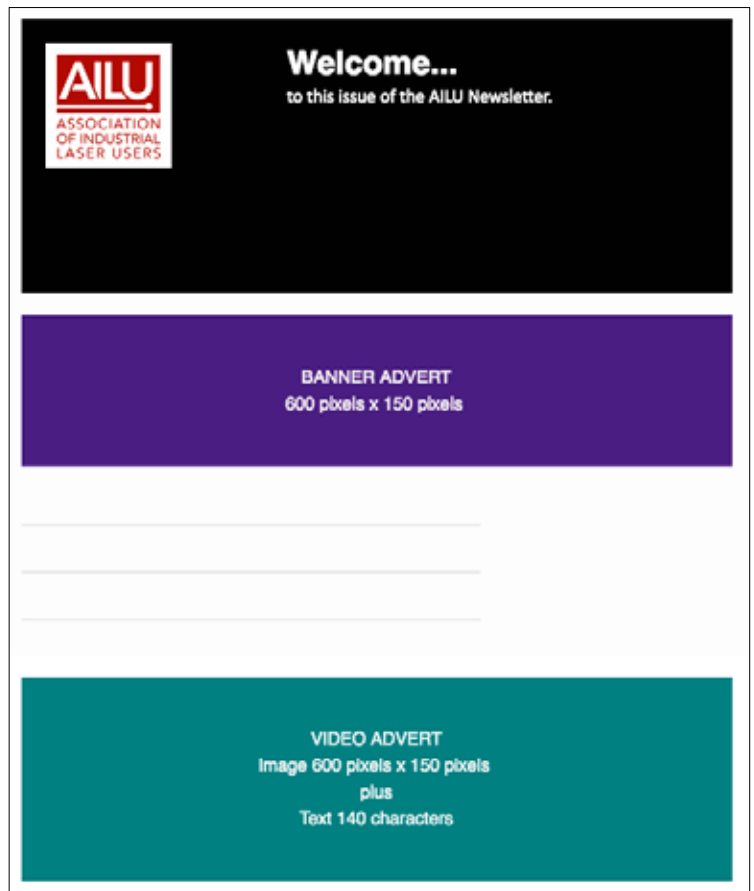 AILU
ASSOCIATION
OF INDUSTRIAL
LASER USERS
Welcome...
to this issue of the AILU Newsletter.
BANNER ADVERT
600 pixels x 150 pixels
VIDEO ADVERT
Image 600 pixels x 150 pixels
plus
Text 140 characters